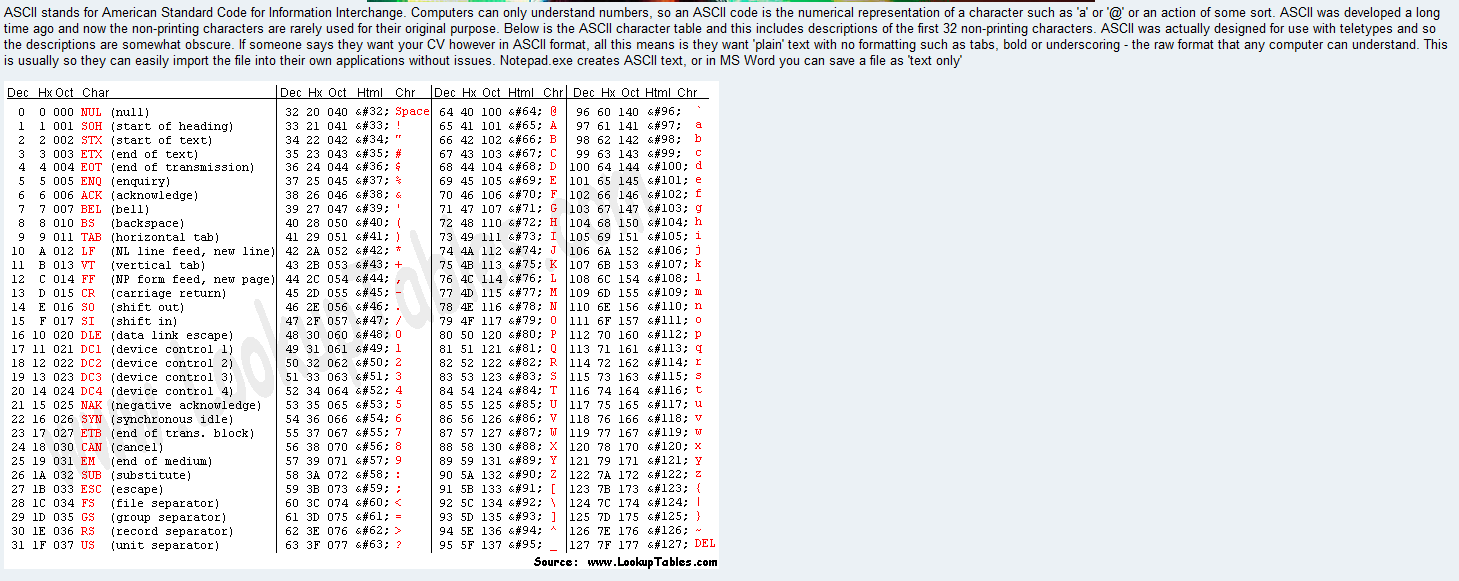 ASCII stands for American Standard Code for Information Interchange. Computers can only understand numbers, so an ASCII code is the numerical representation of a character such as 'a' or '@' or an action of some sort. ASCII was developed a long
time ago and now the non-printing characters are rarely used for their original purpose. Below is the ASCII character table and this includes descriptions of the first 32 non-printing characters. ASCII was actually designed for use with teletypes and so
the descriptions are somewhat obscure. If someone says they want your CV however in ASCII format, all this means is they want 'plain' text with no formatting such as tabs, bold or underscoring - the raw format that any computer can understand. This
is usually so they can easily import the file into their own applications without issues. Notepad.exe creates ASCII text, or in MS Word you can save a file as 'text only'
Dec Hx Oct Char Dec Hx Oct Html Chr Dec Hx Oct Html Chr Dec Hx Oct Html Chr
0 0 000 NUL (null) 32 20 040 &#32; Space 64 40 100 &#64; @ 96 60 140 &#96; `
1 1 001 SOH (start of heading) 33 21 041 &#33; ! 65 41 101 &#65; A 97 61 141 &#97; a
2 2 002 STX (start of text) 34 22 042 &#34; " 66 42 102 &#66; B 98 62 142 &#98; b
3 3 003 ETX (end of text) 35 23 043 &#35; # 67 43 103 &#67; C 99 63 143 &#99; c
4 4 004 EOT (end of transmission) 36 24 044 &#36; $ 68 44 104 &#68; D 100 64 144 &#100; d
5 5 005 ENQ (enquiry) 37 25 045 &#37; % 69 45 105 &#69; E 101 65 145 &#101; e
6 6 006 ACK (acknowledge) 38 26 046 &#38; & 70 46 106 &#70; F 102 66 146 &#102; f
7 7 007 BEL (bell) 39 27 047 &#39; ' 71 47 107 &#71; G 103 67 147 &#103; g
8 8 010 BS (backspace) 40 28 050 &#40; ( 72 48 110 &#72; H 104 68 150 &#104; h
9 9 011 TAB (horizontal tab) 41 29 051 &#41; ) 73 49 111 &#73; I 105 69 151 &#105; i
10 A 012 LF (NL line feed, new line) 42 2A 052 &#42; * 74 4A 112 &#74; J 106 6A 152 &#106; j
11 B 013 VT (vertical tab) 43 2B 053 &#43; + 75 4B 113 &#75; K 107 6B 153 &#107; k
12 C 014 FF (NP form feed, new page) 44 2C 054 &#44; , 76 4C 114 &#76; L 108 6C 154 &#108; l
13 D 015 CR (carriage return) 45 2D 055 &#45; - 77 4D 115 &#77; M 109 6D 155 &#109; m
14 E 016 SO (shift out) 46 2E 056 &#46; . 78 4E 116 &#78; N 110 6E 156 &#110; n
15 F 017 SI (shift in) 47 2F 057 &#47; / 79 4F 117 &#79; O 111 6F 157 &#111; o
16 10 020 DLE (data link escape) 48 30 060 &#48; 0 80 50 120 &#80; P 112 70 160 &#112; p
17 11 021 DC1 (device control 1) 49 31 061 &#49; 1 81 51 121 &#81; Q 113 71 161 &#113; q
18 12 022 DC2 (device control 2) 50 32 062 &#50; 2 82 52 122 &#82; R 114 72 162 &#114; r
19 13 023 DC3 (device control 3) 51 33 063 &#51; 3 83 53 123 &#83; S 115 73 163 &#115; s
20 14 024 DC4 (device control 4) 52 34 064 &#52; 4 84 54 124 &#84; T 116 74 164 &#116; t
21 15 025 NAK (negative acknowledge) 53 35 065 &#53; 5 85 55 125 &#85; U 117 75 165 &#117; u
22 16 026 SYN (synchronous idle) 54 36 066 &#54; 6 86 56 126 &#86; V 118 76 166 &#118; v
23 17 027 ETB (end of trans. block) 55 37 067 &#55; 7 87 57 127 &#87; W 119 77 167 &#119; w
24 18 030 CAN (cancel) 56 38 070 &#56; 8 88 58 130 &#88; X 120 78 170 &#120; x
25 19 031 EM (end of medium) 57 39 071 &#57; 9 89 59 131 &#89; Y 121 79 171 &#121; y
26 1A 032 SUB (substitute) 58 3A 072 &#58; : 90 5A 132 &#90; Z 122 7A 172 &#122; z
27 1B 033 ESC (escape) 59 3B 073 &#59; ; 91 5B 133 &#91; [ 123 7B 173 &#123; {
28 1C 034 FS (file separator) 60 3C 074 &#60; < 92 5C 134 &#92; \ 124 7C 174 &#124; |
29 1D 035 GS (group separator) 61 3D 075 &#61; = 93 5D 135 &#93; ] 125 7D 175 &#125; }
30 1E 036 RS (record separator) 62 3E 076 &#62; > 94 5E 136 &#94; ^ 126 7E 176 &#126; ~
31 1F 037 US (unit separator) 63 3F 077 &#63; ? 95 5F 137 &#95; _ 127 7F 177 &#127; DEL
Source: www.LookupTables.com
www.LookupTables.com